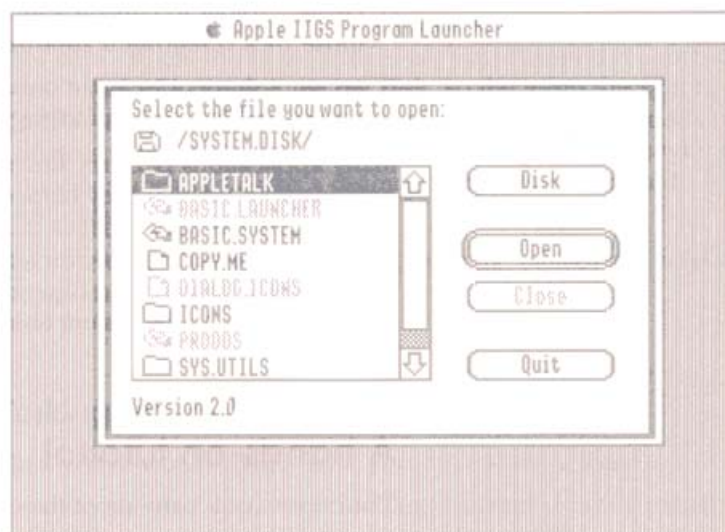 Apple IIGS Program Launcher
Select the file you want to open:
/SYSTEM.DISK/
APPLETALK
BASIC.LAUNCHER
BASIC.SYSTEM
COPY.ME
DIALOG.ICONS
ICONS
PRODOS
SYS.UTILS
Disk
Open
Close
Quit
Version 2.0